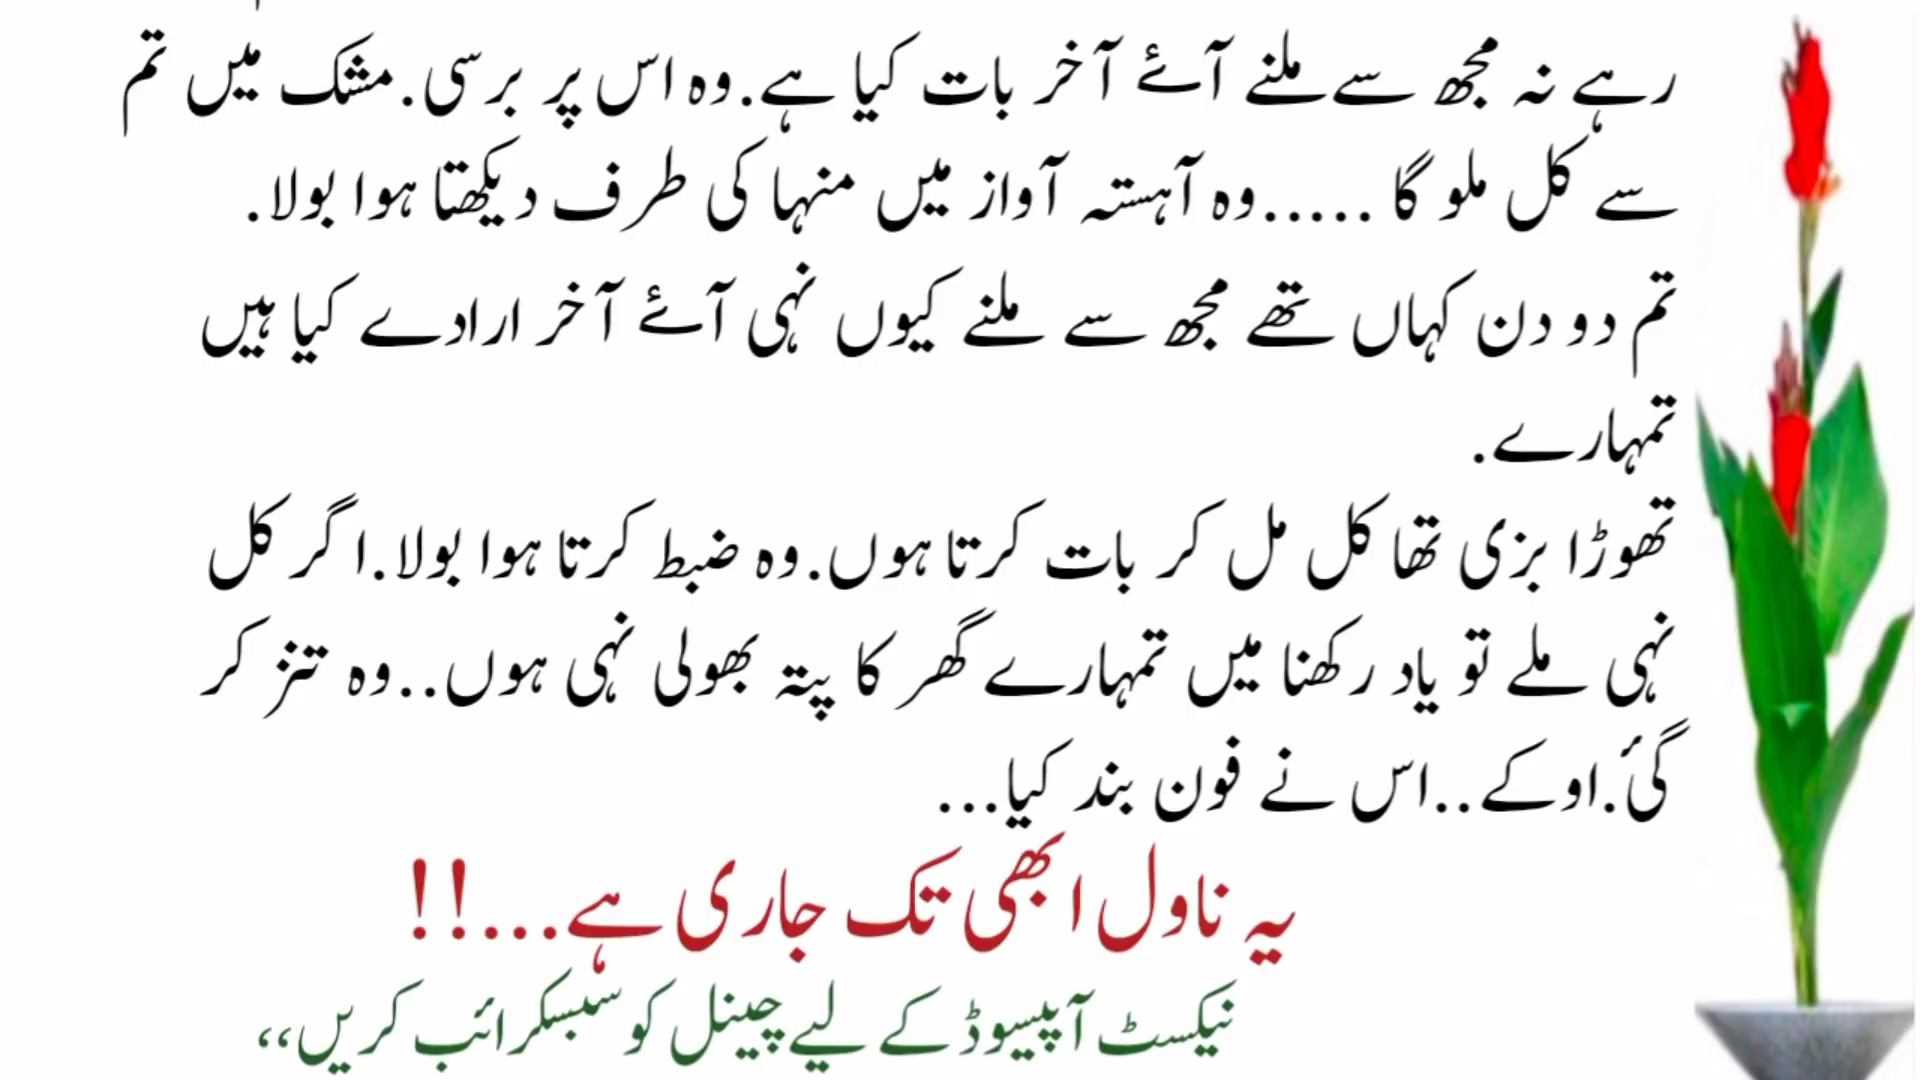 رہے نہ مجھ سے ملنے آئے آخر بات کیا ہے.وہ اس پر برسی.مشک میں تم
سے کل ملو گا .....وہ آہستہ آواز میں منہا کی طرف دیکھتا ہوا بولا.
تم دو دن کہاں تھے مجھ سے ملنے کیوں نہی آئے آخر ارادے کیا ہیں
تمہارے.
تھوڑا بزی تھا کل مل کر بات کرتا ہوں.وہ ضبط کرتا ہوا بولا.اگر کل
نہی ملے تو یاد رکھنا میں تمہارے گھر کا پتہ بھولی نہی ہوں..وہ تنز کر
گئ.اوکے..اس نے فون بند کیا...
یہ ناول ابھی تک جاری ہے...!!
نیکسٹ آپیسوڈ کے لیے چینل کو سبسکرائب کریں،،